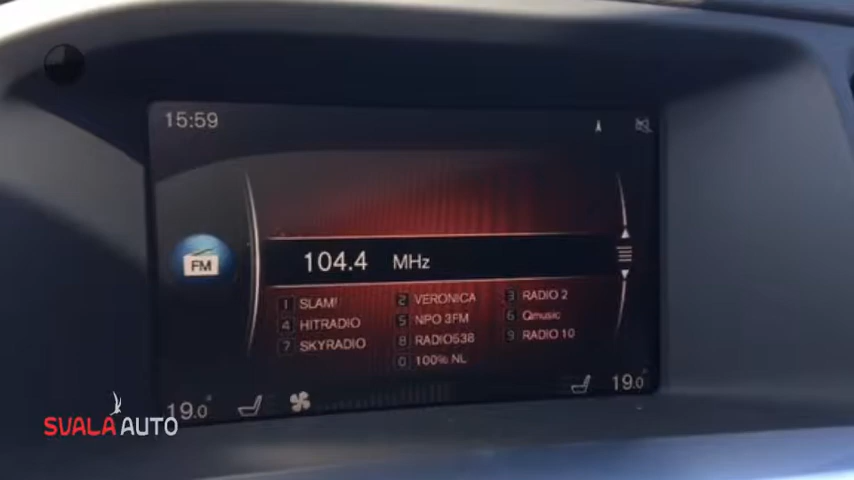 15:59
FM
104.4 MHz
1 SLAM! 2 VERONICA 3 RADIO 2
4 HITRADIO 5 NPO 3FM 6 Qmusic
7 SKYRADIO 8 RADIO538 9 RADIO 10
0 100% NL
19.0° 19.0°
SVALA AUTO